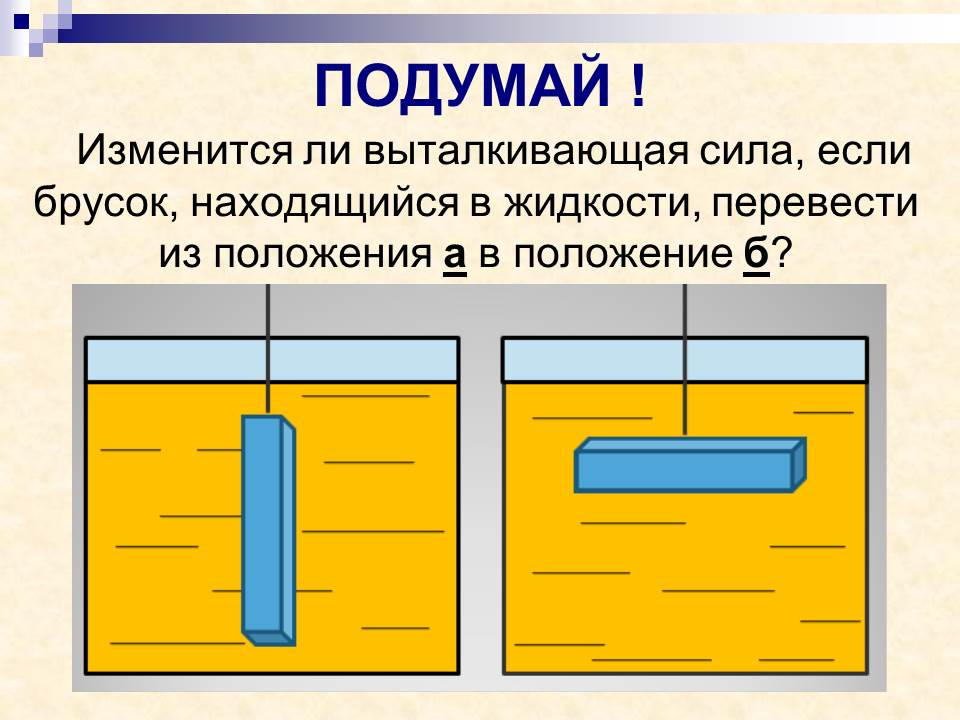 ПОДУМАЙ !
Изменится ли выталкивающая сила, если
брусок, находящийся в жидкости, перевести
из положения а в положение б?